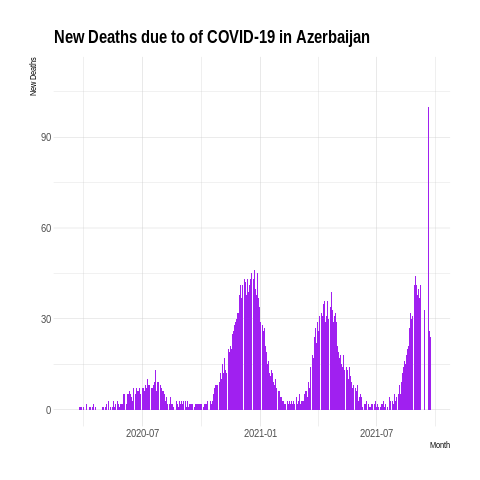 New Deaths due to of COVID-19 in Azerbaijan
New Deaths
90
60
30
0
2020-07
2021-01
2021-07
Month